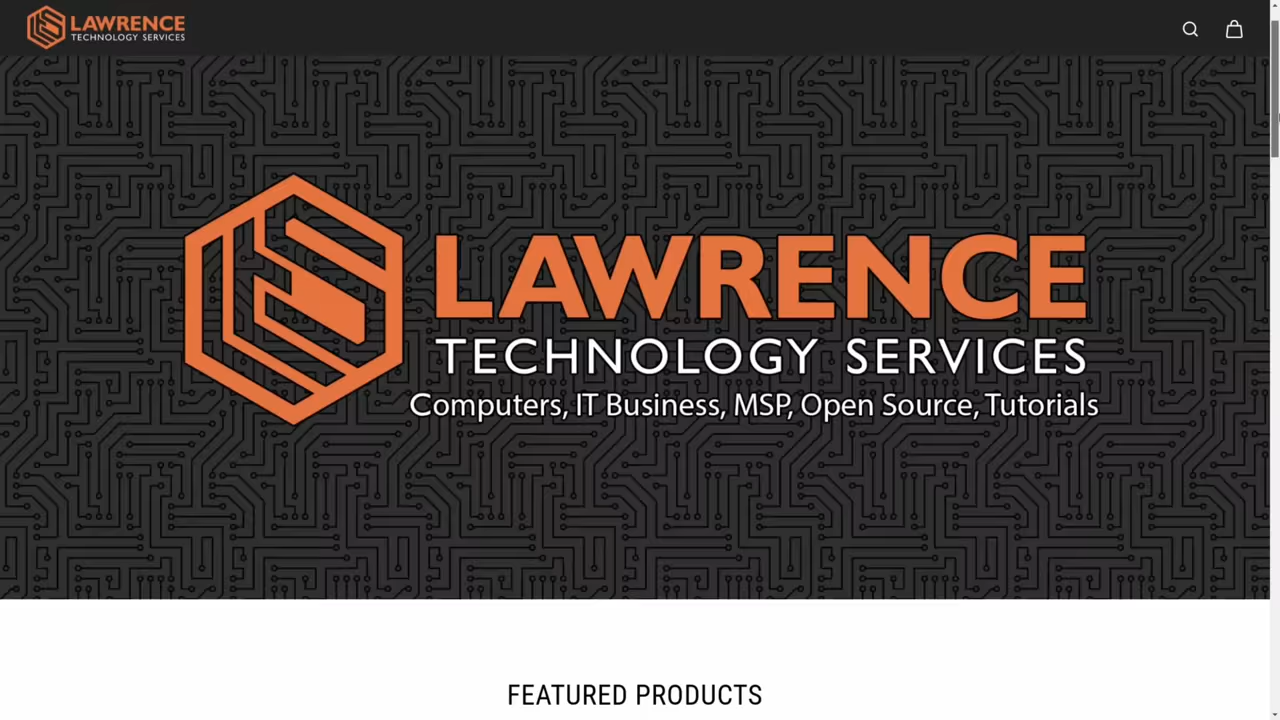 LAWRENCE
TECHNOLOGY SERVICES
LAWRENCE
TECHNOLOGY SERVICES
Computers, IT Business, MSP, Open Source, Tutorials
FEATURED PRODUCTS